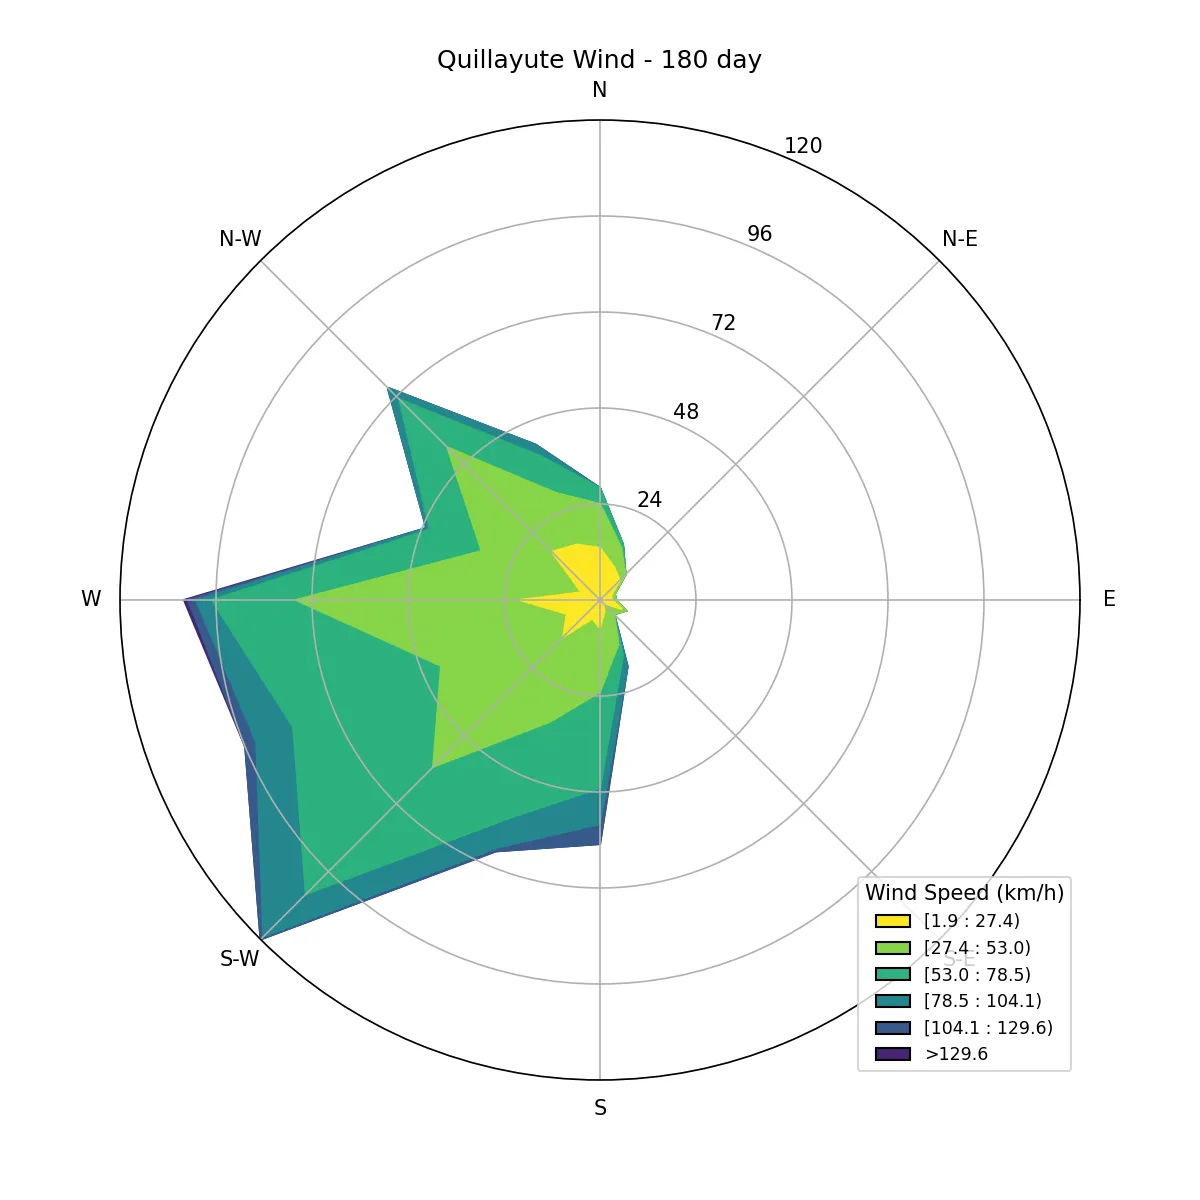 Quillayute Wind - 180 day
N
120
N-W
96
N-E
72
48
24
W
E
S-W
S-E
S
Wind Speed (km/h)
[1.9 : 27.4)
[27.4 : 53.0)
[53.0 : 78.5)
[78.5 : 104.1)
[104.1 : 129.6)
>129.6